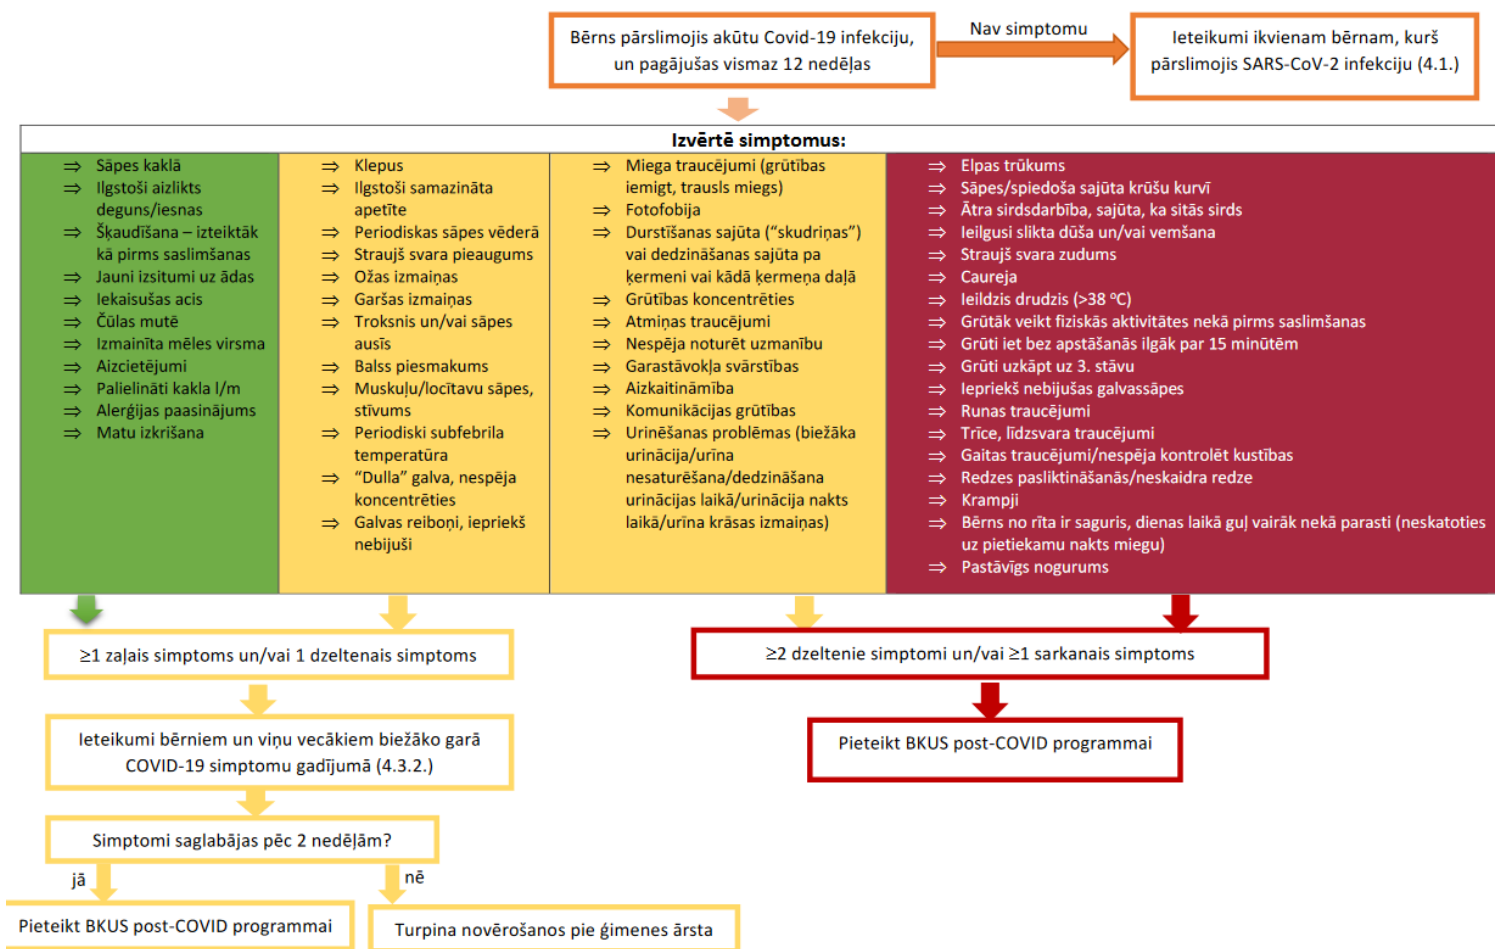 Bērns pārslimojis akūtu Covid-19 infekciju,
un pagājušas vismaz 12 nedēļas
Nav simptomu
Ieteikumi ikvienam bērnam, kurš
pārslimojis SARS-CoV-2 infekciju (4.1.)
Izvērtē simptomus:
⇒ Sāpes kaklā
⇒ Ilgstoši aizlikts
deguns/iesnas
⇒ Šķaudīšana – izteiktāk
kā pirms saslimšanas
⇒ Jauni izsitumi uz ādas
⇒ Iekaisušas acis
⇒ Čūlas mutē
⇒ Izmainīta mēles virsma
⇒ Aizcietējumi
⇒ Palielināti kakla l/m
⇒ Alerģijas paasinājums
⇒ Matu izkrišana
⇒ Klepus
⇒ Ilgstoši samazināta
apetīte
⇒ Periodiskas sāpes vēderā
⇒ Straujš svara pieaugums
⇒ Ožas izmaiņas
⇒ Garšas izmaiņas
⇒ Troksnis un/vai sāpes
ausīs
⇒ Balss piesmakums
⇒ Muskuļu/locītavu sāpes,
stīvums
⇒ Periodiski subfebrila
temperatūra
⇒ “Dulla” galva, nespēja
koncentrēties
⇒ Galvas reiboņi, iepriekš
nebijuši
⇒ Miega traucējumi (grūtības
iemigt, trausls miegs)
⇒ Fotofobija
⇒ Durstīšanas sajūta (“skudriņas”)
vai dedzināšanas sajūta pa
ķermeni vai kādā ķermeņa daļā
⇒ Grūtības koncentrēties
⇒ Atmiņas traucējumi
⇒ Nespēja noturēt uzmanību
⇒ Garastāvokļa svārstības
⇒ Aizkaitināmība
⇒ Komunikācijas grūtības
⇒ Urinēšanas problēmas (biežāka
urinācija/urīna
nesaturēšana/dedzināšana
urinācijas laikā/urinācija nakts
laikā/urīna krāsas izmaiņas)
⇒ Elpas trūkums
⇒ Sāpes/spiedoša sajūta krūšu kurvī
⇒ Ātra sirdsdarbība, sajūta, ka sitās sirds
⇒ Ieilgusi slikta dūša un/vai vemšana
⇒ Straujš svara zudums
⇒ Caureja
⇒ Ieildzis drudzis (>38 °C)
⇒ Grūtāk veikt fiziskās aktivitātes nekā pirms saslimšanas
⇒ Grūti iet bez apstāšanās ilgāk par 15 minūtēm
⇒ Grūti uzkāpt uz 3. stāvu
⇒ Iepriekš nebijušas galvassāpes
⇒ Runas traucējumi
⇒ Trīce, līdzsvara traucējumi
⇒ Gaitas traucējumi/nespēja kontrolēt kustības
⇒ Redzes pasliktināšanās/neskaidra redze
⇒ Krampji
⇒ Bērns no rīta ir saguris, dienas laikā guļ vairāk nekā parasti (neskatoties
uz pietiekamu nakts miegu)
⇒ Pastāvīgs nogurums
≥1 zaļais simptoms un/vai 1 dzeltenais simptoms
≥2 dzeltenie simptomi un/vai ≥1 sarkanais simptoms
Ieteikumi bērniem un viņu vecākiem biežāko garā
COVID-19 simptomu gadījumā (4.3.2.)
Pieteikt BKUS post-COVID programmai
Simptomi saglabājas pēc 2 nedēļām?
jā
nē
Pieteikt BKUS post-COVID programmai
Turpina novērošanos pie ģimenes ārsta